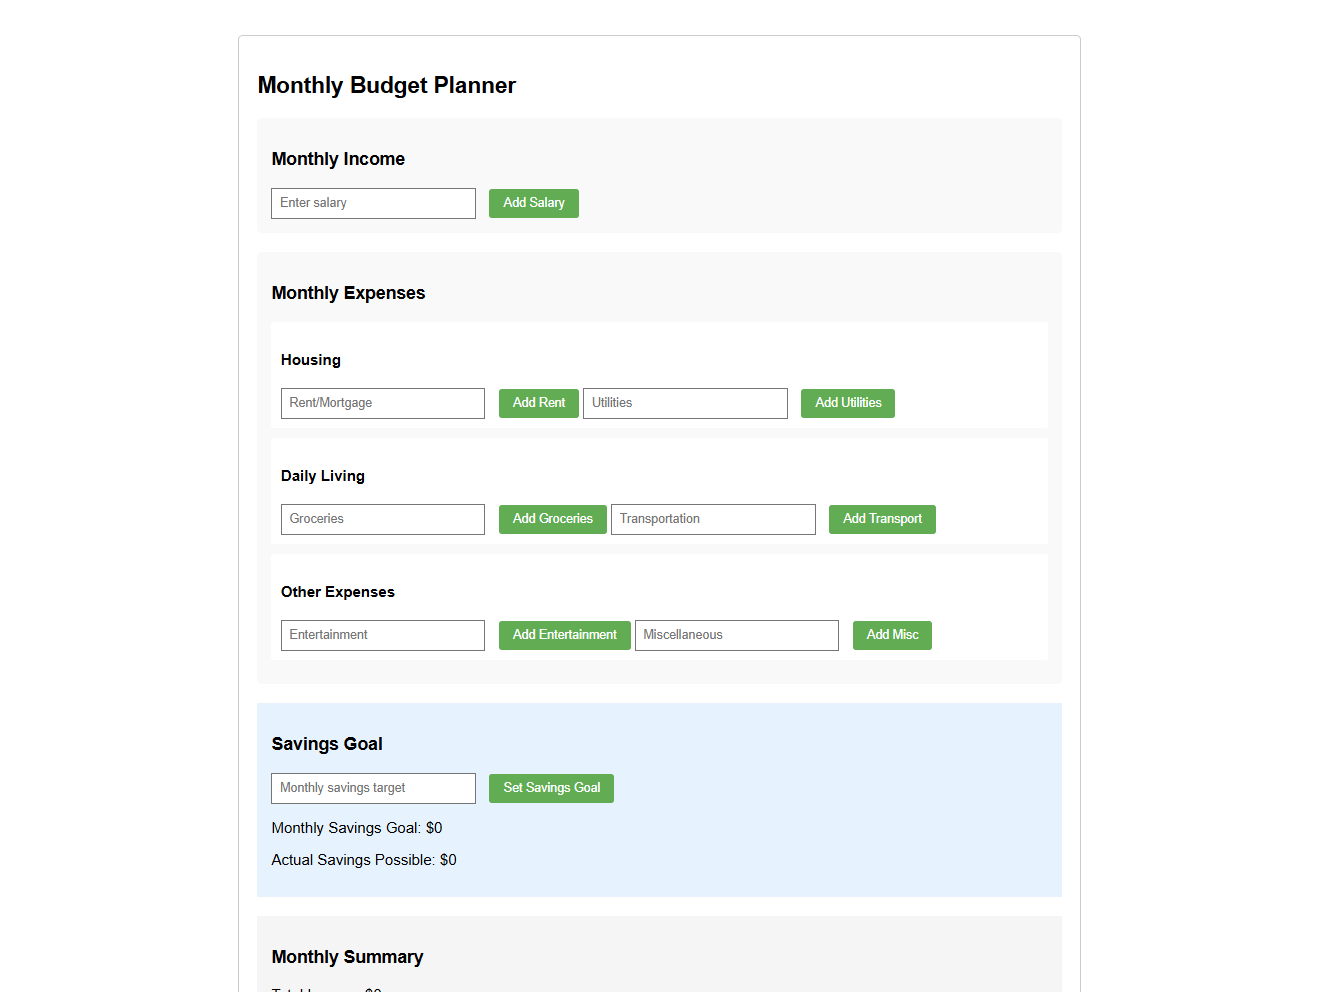 Monthly Budget Planner
Monthly Income
Enter salary Add Salary
Monthly Expenses
Housing
Rent/Mortgage Add Rent Utilities Add Utilities
Daily Living
Groceries Add Groceries Transportation Add Transport
Other Expenses
Entertainment Add Entertainment Miscellaneous Add Misc
Savings Goal
Monthly savings target Set Savings Goal
Monthly Savings Goal: $0
Actual Savings Possible: $0
Monthly Summary